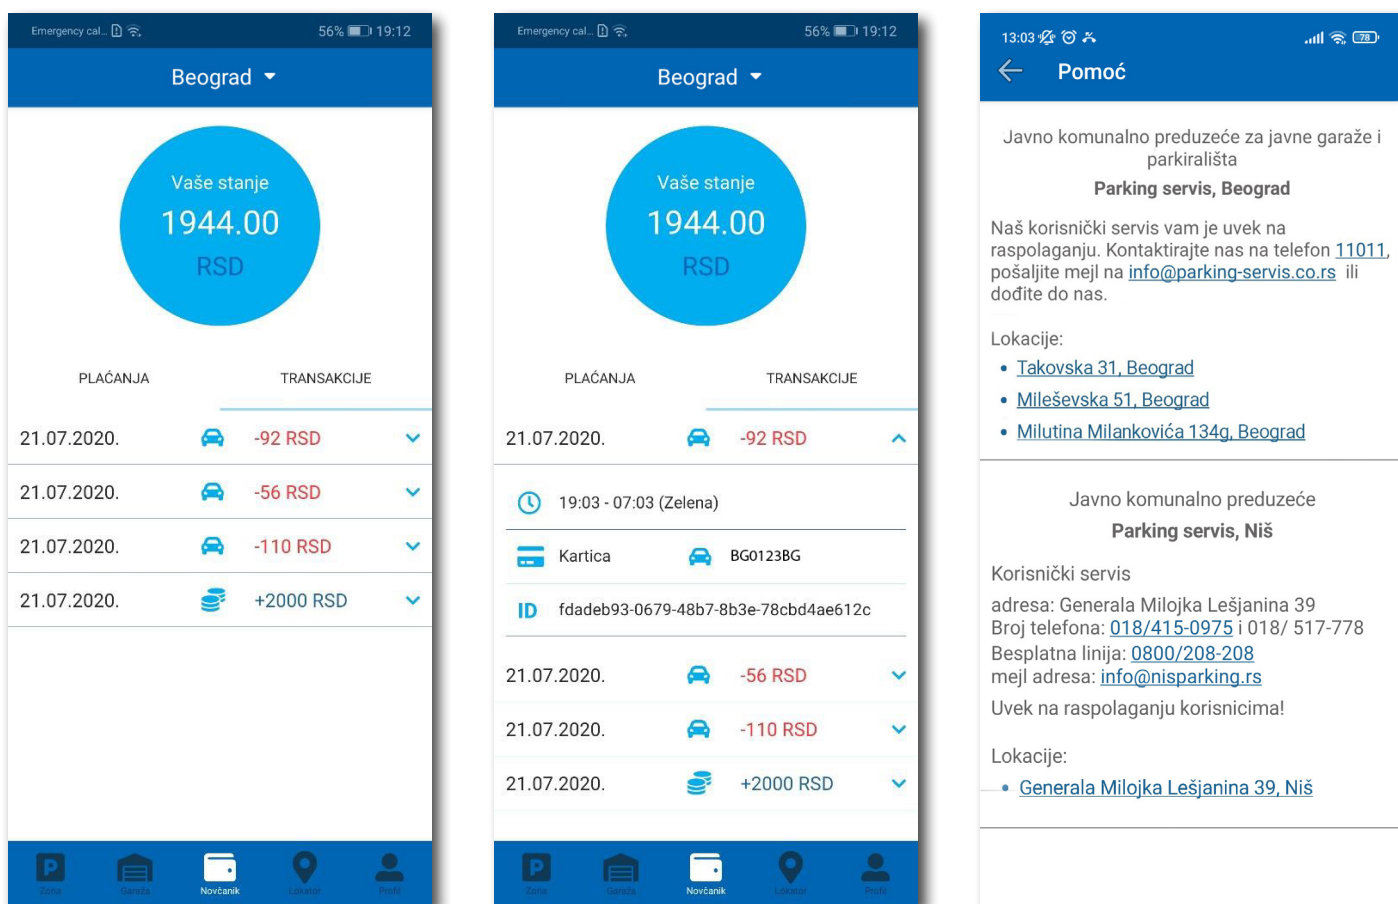 Emergency cal...
56%
19:12
Beograd
Vaše stanje
1944.00
RSD
PLAĆANJA
TRANSAKCIJE
21.07.2020.
-92 RSD
21.07.2020.
-56 RSD
21.07.2020.
-110 RSD
21.07.2020.
+2000 RSD
P
Zona
Garaža
Novčanik
Lokator
Profil
Emergency cal...
56%
19:12
Beograd
Vaše stanje
1944.00
RSD
PLAĆANJA
TRANSAKCIJE
21.07.2020.
-92 RSD
19:03 - 07:03 (Zelena)
Kartica
BG0123BG
ID
fdadeb93-0679-48b7-8b3e-78cbd4ae612c
21.07.2020.
-56 RSD
21.07.2020.
-110 RSD
21.07.2020.
+2000 RSD
P
Zona
Garaža
Novčanik
Lokator
Profil
13:03
78
Pomoć
Javno komunalno preduzeće za javne garaže i
parkirališta
Parking servis, Beograd
Naš korisnički servis vam je uvek na
raspolaganju. Kontaktirajte nas na telefon 11011,
pošaljite mejl na info@parking-servis.co.rs ili
dođite do nas.
Lokacije:
• Takovska 31, Beograd
• Mileševska 51, Beograd
• Milutina Milankovića 134g, Beograd
Javno komunalno preduzeće
Parking servis, Niš
Korisnički servis
adresa: Generala Milojka Lešjanina 39
Broj telefona: 018/415-0975 i 018/ 517-778
Besplatna linija: 0800/208-208
mejl adresa: info@nisparking.rs
Uvek na raspolaganju korisnicima!
Lokacije:
• Generala Milojka Lešjanina 39, Niš